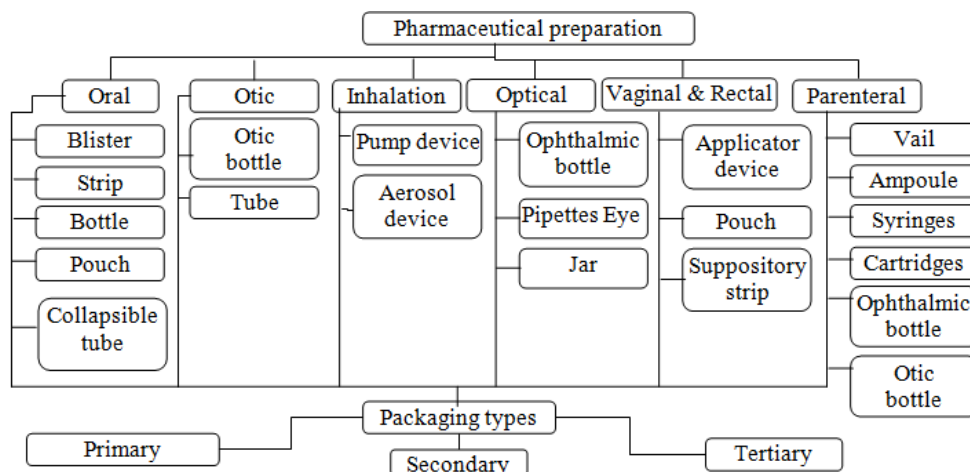 Pharmaceutical preparation
Oral
Otic
Inhalation
Optical
Vaginal & Rectal
Parenteral
Blister
Strip
Bottle
Pouch
Collapsible
tube
Otic
bottle
Tube
Pump device
Aerosol
device
Ophthalmic
bottle
Pipettes Eye
Jar
Applicator
device
Pouch
Suppository
strip
Vail
Ampoule
Syringes
Cartridges
Ophthalmic
bottle
Otic
bottle
Packaging types
Primary
Secondary
Tertiary